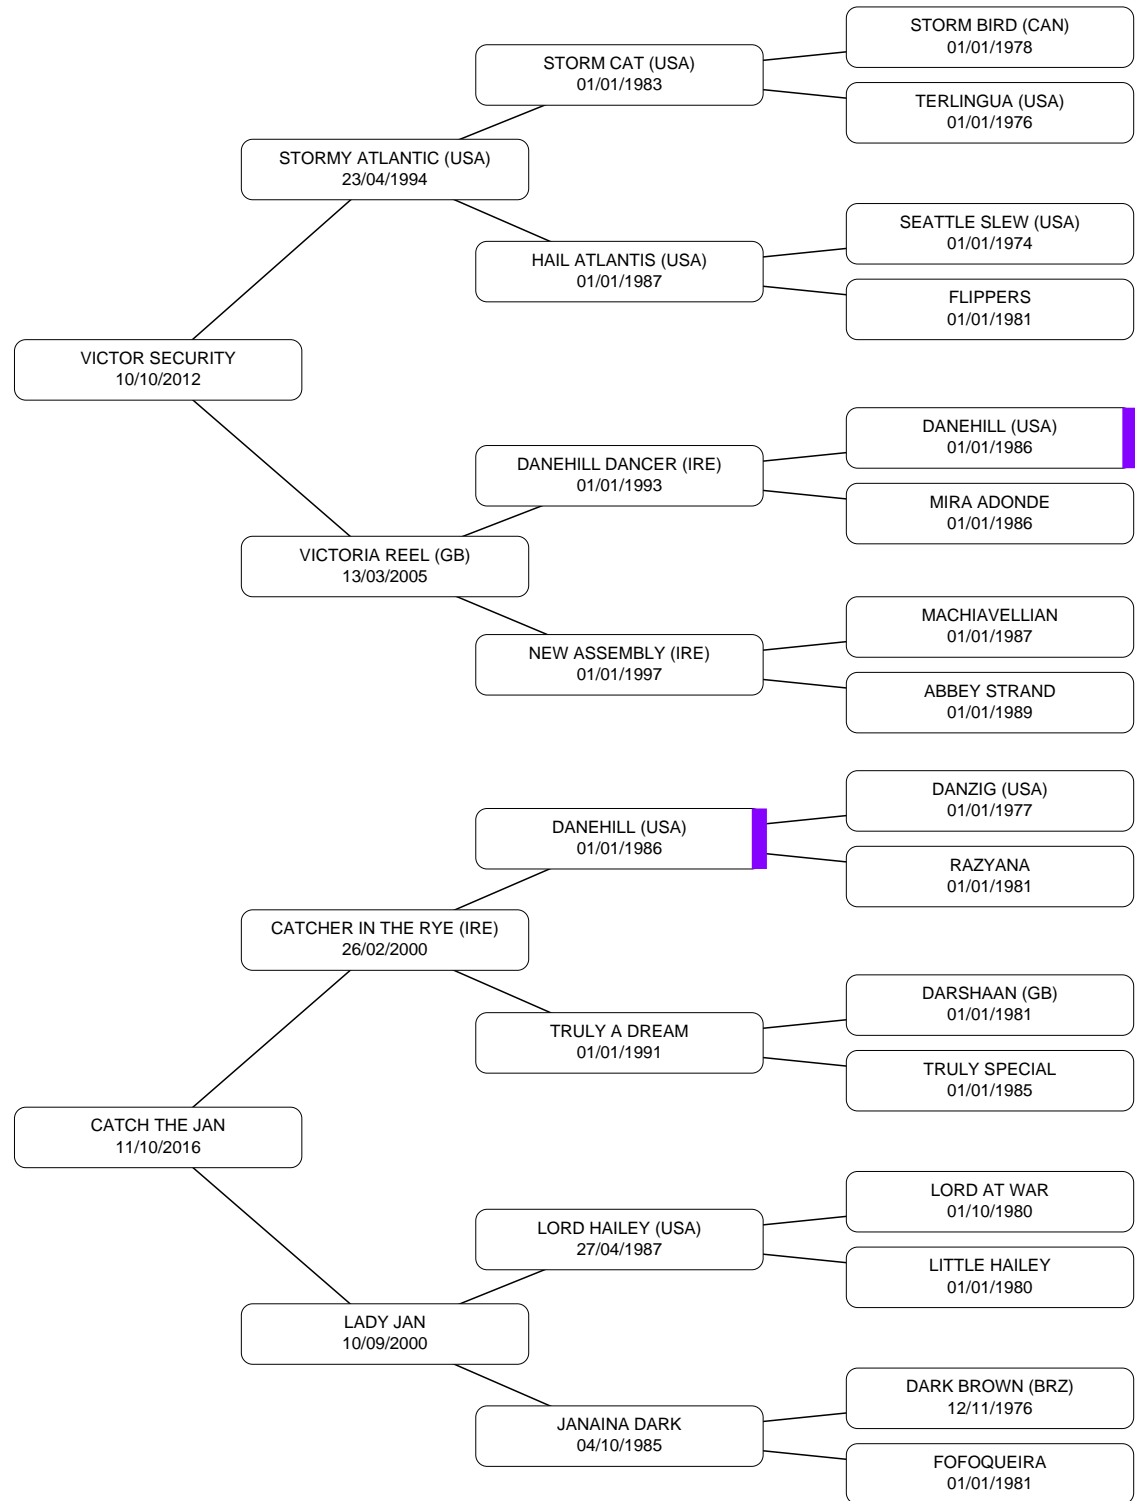 STORM BIRD (CAN)
01/01/1978
STORM CAT (USA)
01/01/1983
TERLINGUA (USA)
01/01/1976
STORMY ATLANTIC (USA)
23/04/1994
SEATTLE SLEW (USA)
01/01/1974
HAIL ATLANTIS (USA)
01/01/1987
FLIPPERS
01/01/1981
VICTOR SECURITY
10/10/2012
DANEHILL (USA)
01/01/1986
DANEHILL DANCER (IRE)
01/01/1993
MIRA ADONDE
01/01/1986
VICTORIA REEL (GB)
13/03/2005
MACHIAVELLIAN
01/01/1987
NEW ASSEMBLY (IRE)
01/01/1997
ABBEY STRAND
01/01/1989
DANZIG (USA)
01/01/1977
DANEHILL (USA)
01/01/1986
RAZYANA
01/01/1981
CATCHER IN THE RYE (IRE)
26/02/2000
DARSHAAN (GB)
01/01/1981
TRULY A DREAM
01/01/1991
TRULY SPECIAL
01/01/1985
CATCH THE JAN
11/10/2016
LORD AT WAR
01/10/1980
LORD HAILEY (USA)
27/04/1987
LITTLE HAILEY
01/01/1980
LADY JAN
10/09/2000
DARK BROWN (BRZ)
12/11/1976
JANAINA DARK
04/10/1985
FOFOQUEIRA
01/01/1981